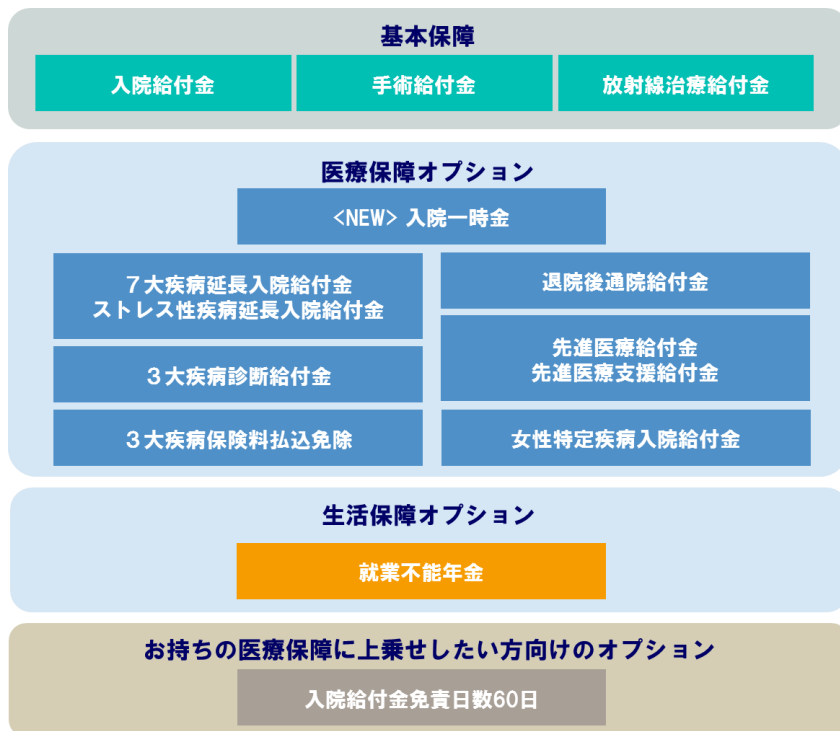 基本保障
入院給付金
手術給付金
放射線治療給付金
医療保障オプション
<NEW> 入院一時金
７大疾病延長入院給付金
ストレス性疾病延長入院給付金
３大疾病診断給付金
３大疾病保険料払込免除
退院後通院給付金
先進医療給付金
先進医療支援給付金
女性特定疾病入院給付金
生活保障オプション
就業不能年金
お持ちの医療保障に上乗せしたい方向けのオプション
入院給付金免責日数60日